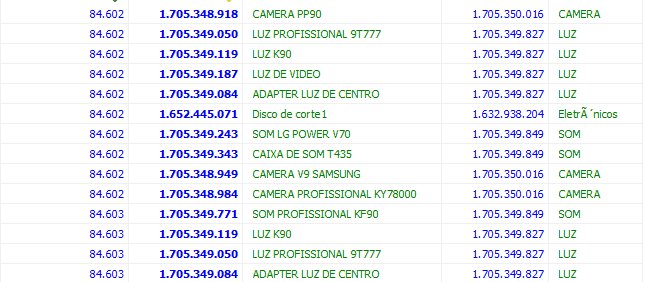 84.602 1.705.348.918 CAMERA PP90 1.705.350.016 CAMERA
84.602 1.705.349.050 LUZ PROFISSIONAL 9T777 1.705.349.827 LUZ
84.602 1.705.349.119 LUZ K90 1.705.349.827 LUZ
84.602 1.705.349.187 LUZ DE VIDEO 1.705.349.827 LUZ
84.602 1.705.349.084 ADAPTER LUZ DE CENTRO 1.705.349.827 LUZ
84.602 1.652.445.071 Disco de corte1 1.632.938.204 EletrÃ´nicos
84.602 1.705.349.243 SOM LG POWER V70 1.705.349.849 SOM
84.602 1.705.349.343 CAIXA DE SOM T435 1.705.349.849 SOM
84.602 1.705.348.949 CAMERA V9 SAMSUNG 1.705.350.016 CAMERA
84.602 1.705.348.984 CAMERA PROFISSIONAL KY78000 1.705.350.016 CAMERA
84.603 1.705.349.771 SOM PROFISSIONAL KF90 1.705.349.849 SOM
84.603 1.705.349.119 LUZ K90 1.705.349.827 LUZ
84.603 1.705.349.050 LUZ PROFISSIONAL 9T777 1.705.349.827 LUZ
84.603 1.705.349.084 ADAPTER LUZ DE CENTRO 1.705.349.827 LUZ